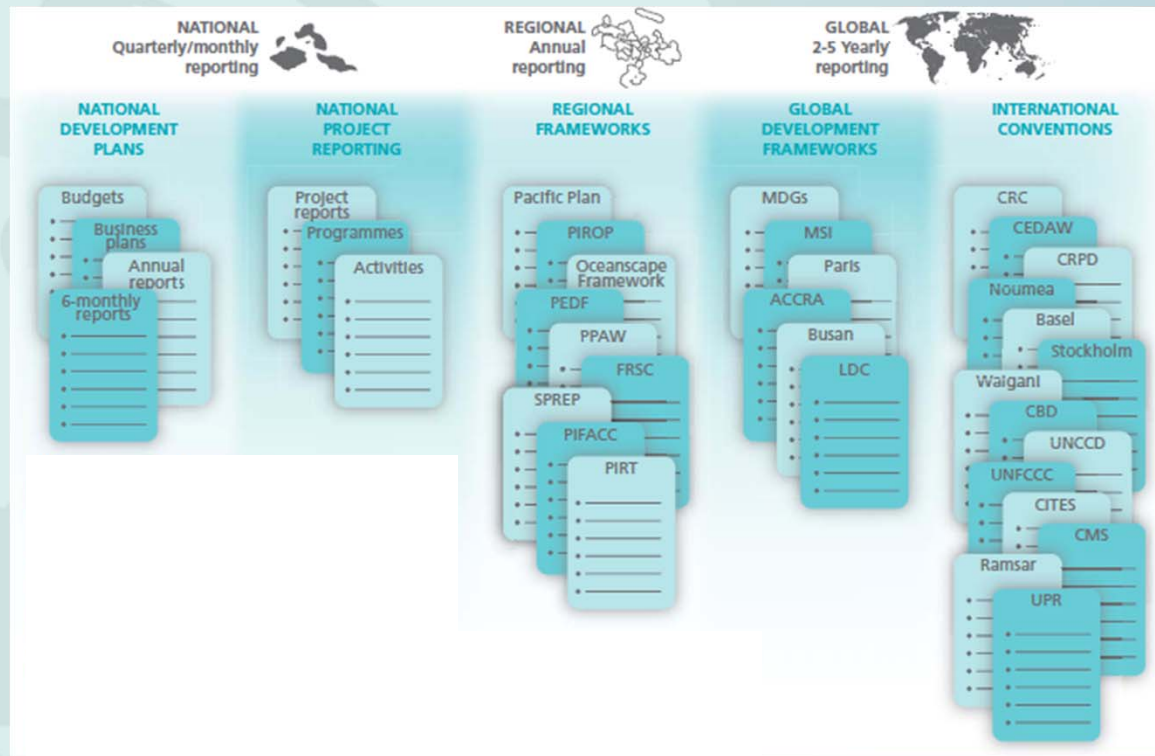 NATIONAL
Quarterly/monthly
reporting
REGIONAL
Annual
reporting
GLOBAL
2-5 Yearly
reporting
NATIONAL
DEVELOPMENT
PLANS
NATIONAL
PROJECT
REPORTING
REGIONAL
FRAMEWORKS
GLOBAL
DEVELOPMENT
FRAMEWORKS
INTERNATIONAL
CONVENTIONS
Budgets
Business
plans
Annual
reports
6-monthly
reports
Project
reports
Programmes
Activities
Pacific Plan
PIROP
Oceanscape
Framework
PEDF
PPAW
FRSC
SPREP
PIFACC
PIRT
MDGs
MSI
Paris
ACCRA
Busan
LDC
CRC
CEDAW
CRPD
Noumea
Basel
Stockholm
Waigani
CBD
UNCCD
UNFCCC
CITES
CMS
Ramsar
UPR